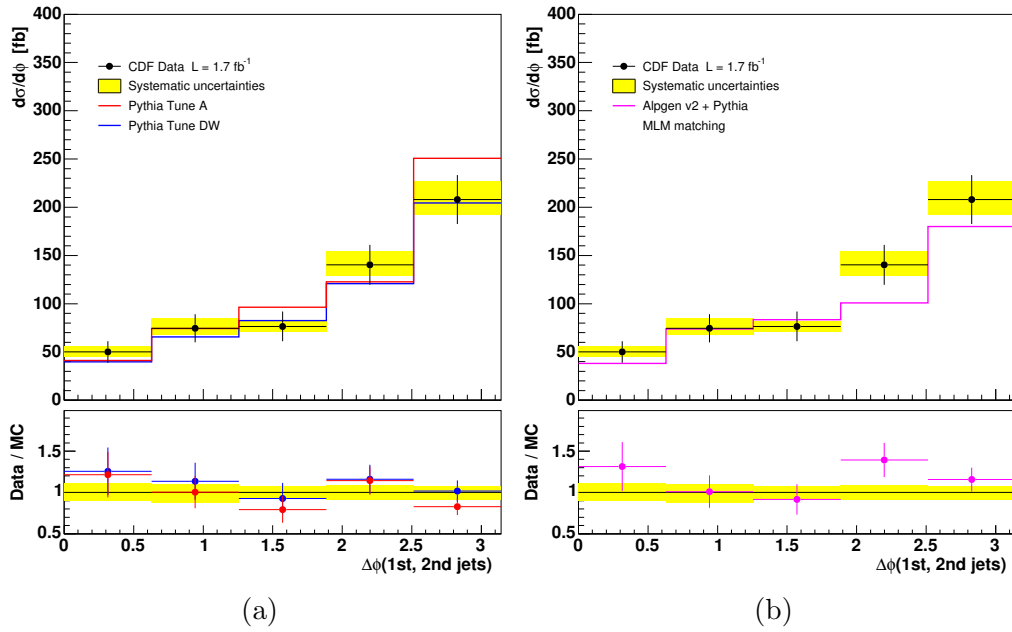 dσ/dφ [fb]
400
350
300
250
200
150
100
50
0
CDF Data L = 1.7 fb⁻¹
Systematic uncertainties
Pythia Tune A
Pythia Tune DW
Data / MC
1.5
1
0.5
0 0.5 1 1.5 2 2.5 3
Δφ(1st, 2nd jets)
(a)
dσ/dφ [fb]
400
350
300
250
200
150
100
50
0
CDF Data L = 1.7 fb⁻¹
Systematic uncertainties
Alpgen v2 + Pythia
MLM matching
Data / MC
1.5
1
0.5
0 0.5 1 1.5 2 2.5 3
Δφ(1st, 2nd jets)
(b)